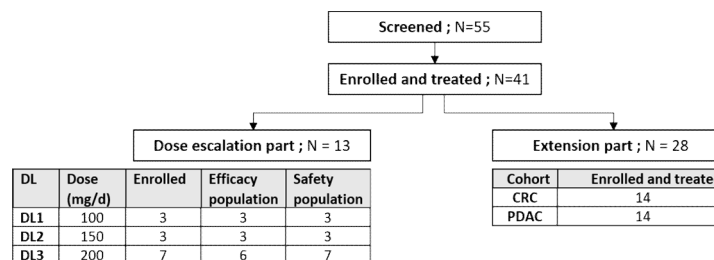 Screened ; N=55
Enrolled and treated ; N=41
Dose escalation part ; N = 13
Extension part ; N = 28
DL Dose (mg/d) Enrolled Efficacy population Safety population
DL1 100 3 3 3
DL2 150 3 3 3
DL3 200 7 6 7
Cohort Enrolled and treate
CRC 14
PDAC 14